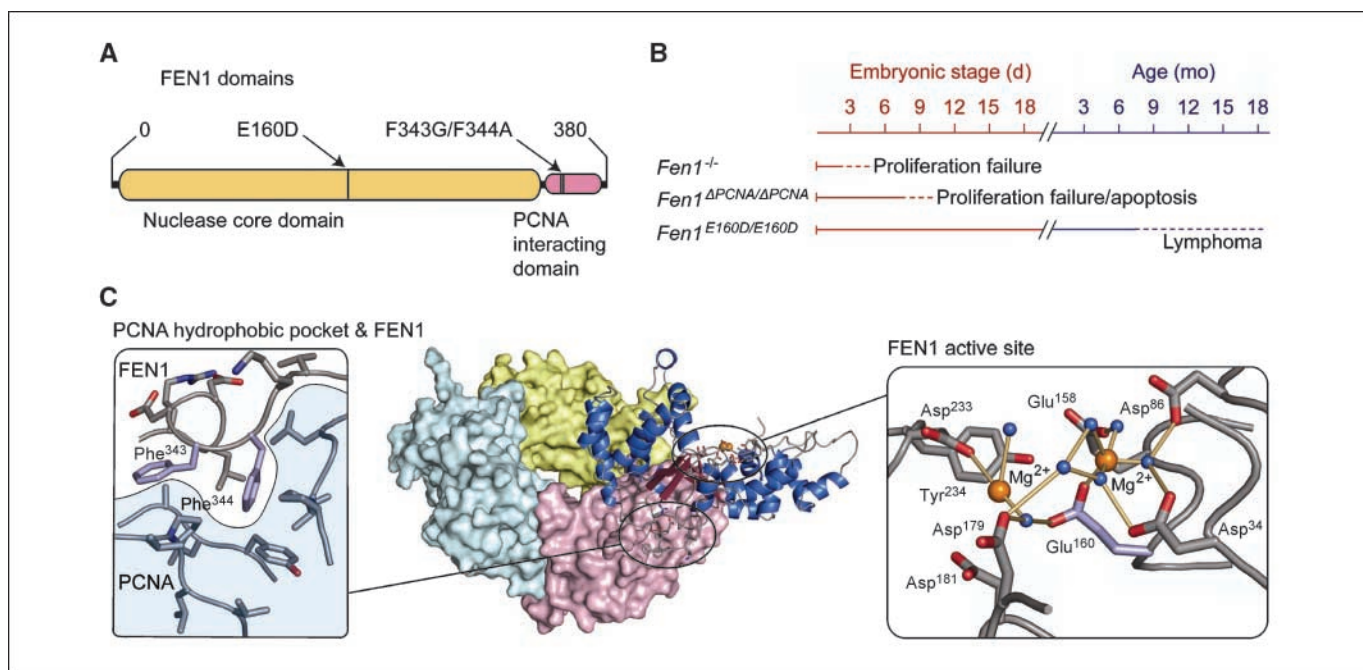 A
FEN1 domains
0 E160D F343G/F344A 380
Nuclease core domain
PCNA
interacting
domain
B
Embryonic stage (d) Age (mo)
3 6 9 12 15 18 3 6 9 12 15 18
Fen1-/- Proliferation failure
Fen1ΔPCNA/ΔPCNA Proliferation failure/apoptosis
Fen1E160D/E160D Lymphoma
C
PCNA hydrophobic pocket & FEN1
FEN1
Phe343
Phe344
PCNA
FEN1 active site
Asp233 Glu158 Asp86
Mg2+ Mg2+
Tyr234
Asp179 Glu160 Asp34
Asp181